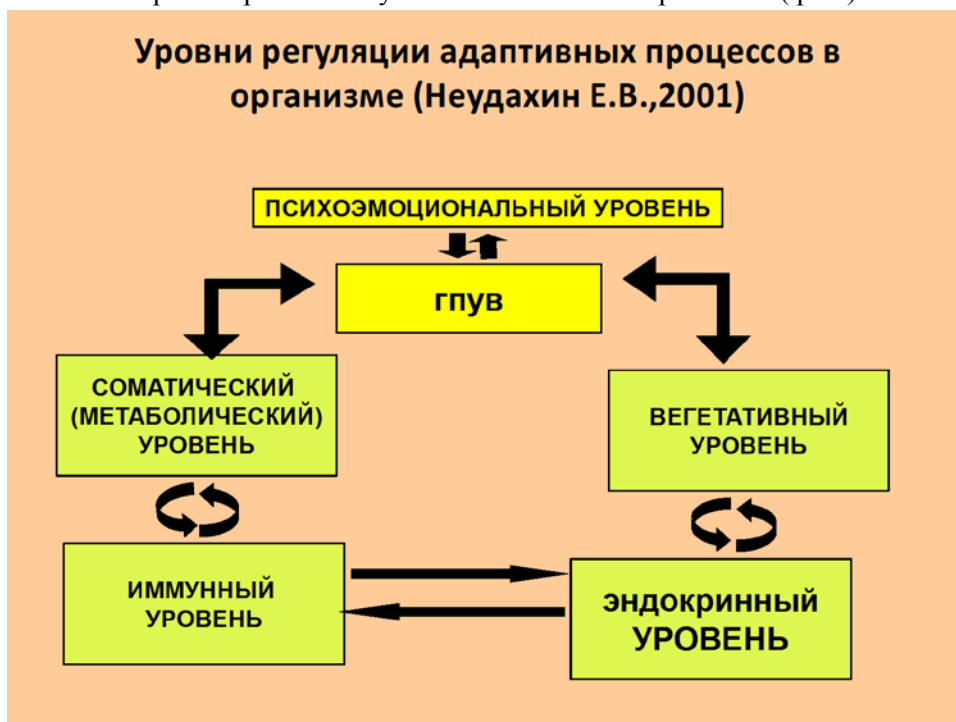 Уровни регуляции адаптивных процессов в
организме (Неудахин Е.В.,2001)
ПСИХОЭМОЦИОНАЛЬНЫЙ УРОВЕНЬ
гпув
СОМАТИЧЕСКИЙ
(МЕТАБОЛИЧЕСКИЙ)
УРОВЕНЬ
ВЕГЕТАТИВНЫЙ
УРОВЕНЬ
ИММУННЫЙ
УРОВЕНЬ
эндокринный
УРОВЕНЬ